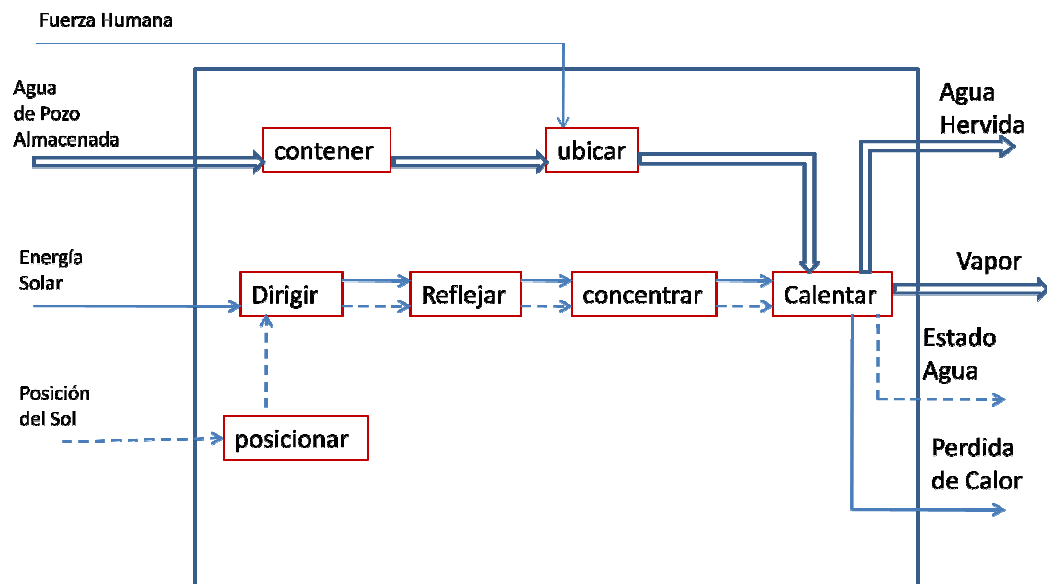 Fuerza Humana
Agua
de Pozo
Almacenada
contener
ubicar
Agua
Hervida
Energía
Solar
Dirigir
Reflejar
concentrar
Calentar
Vapor
Estado
Agua
Posición
del Sol
posicionar
Perdida
de Calor